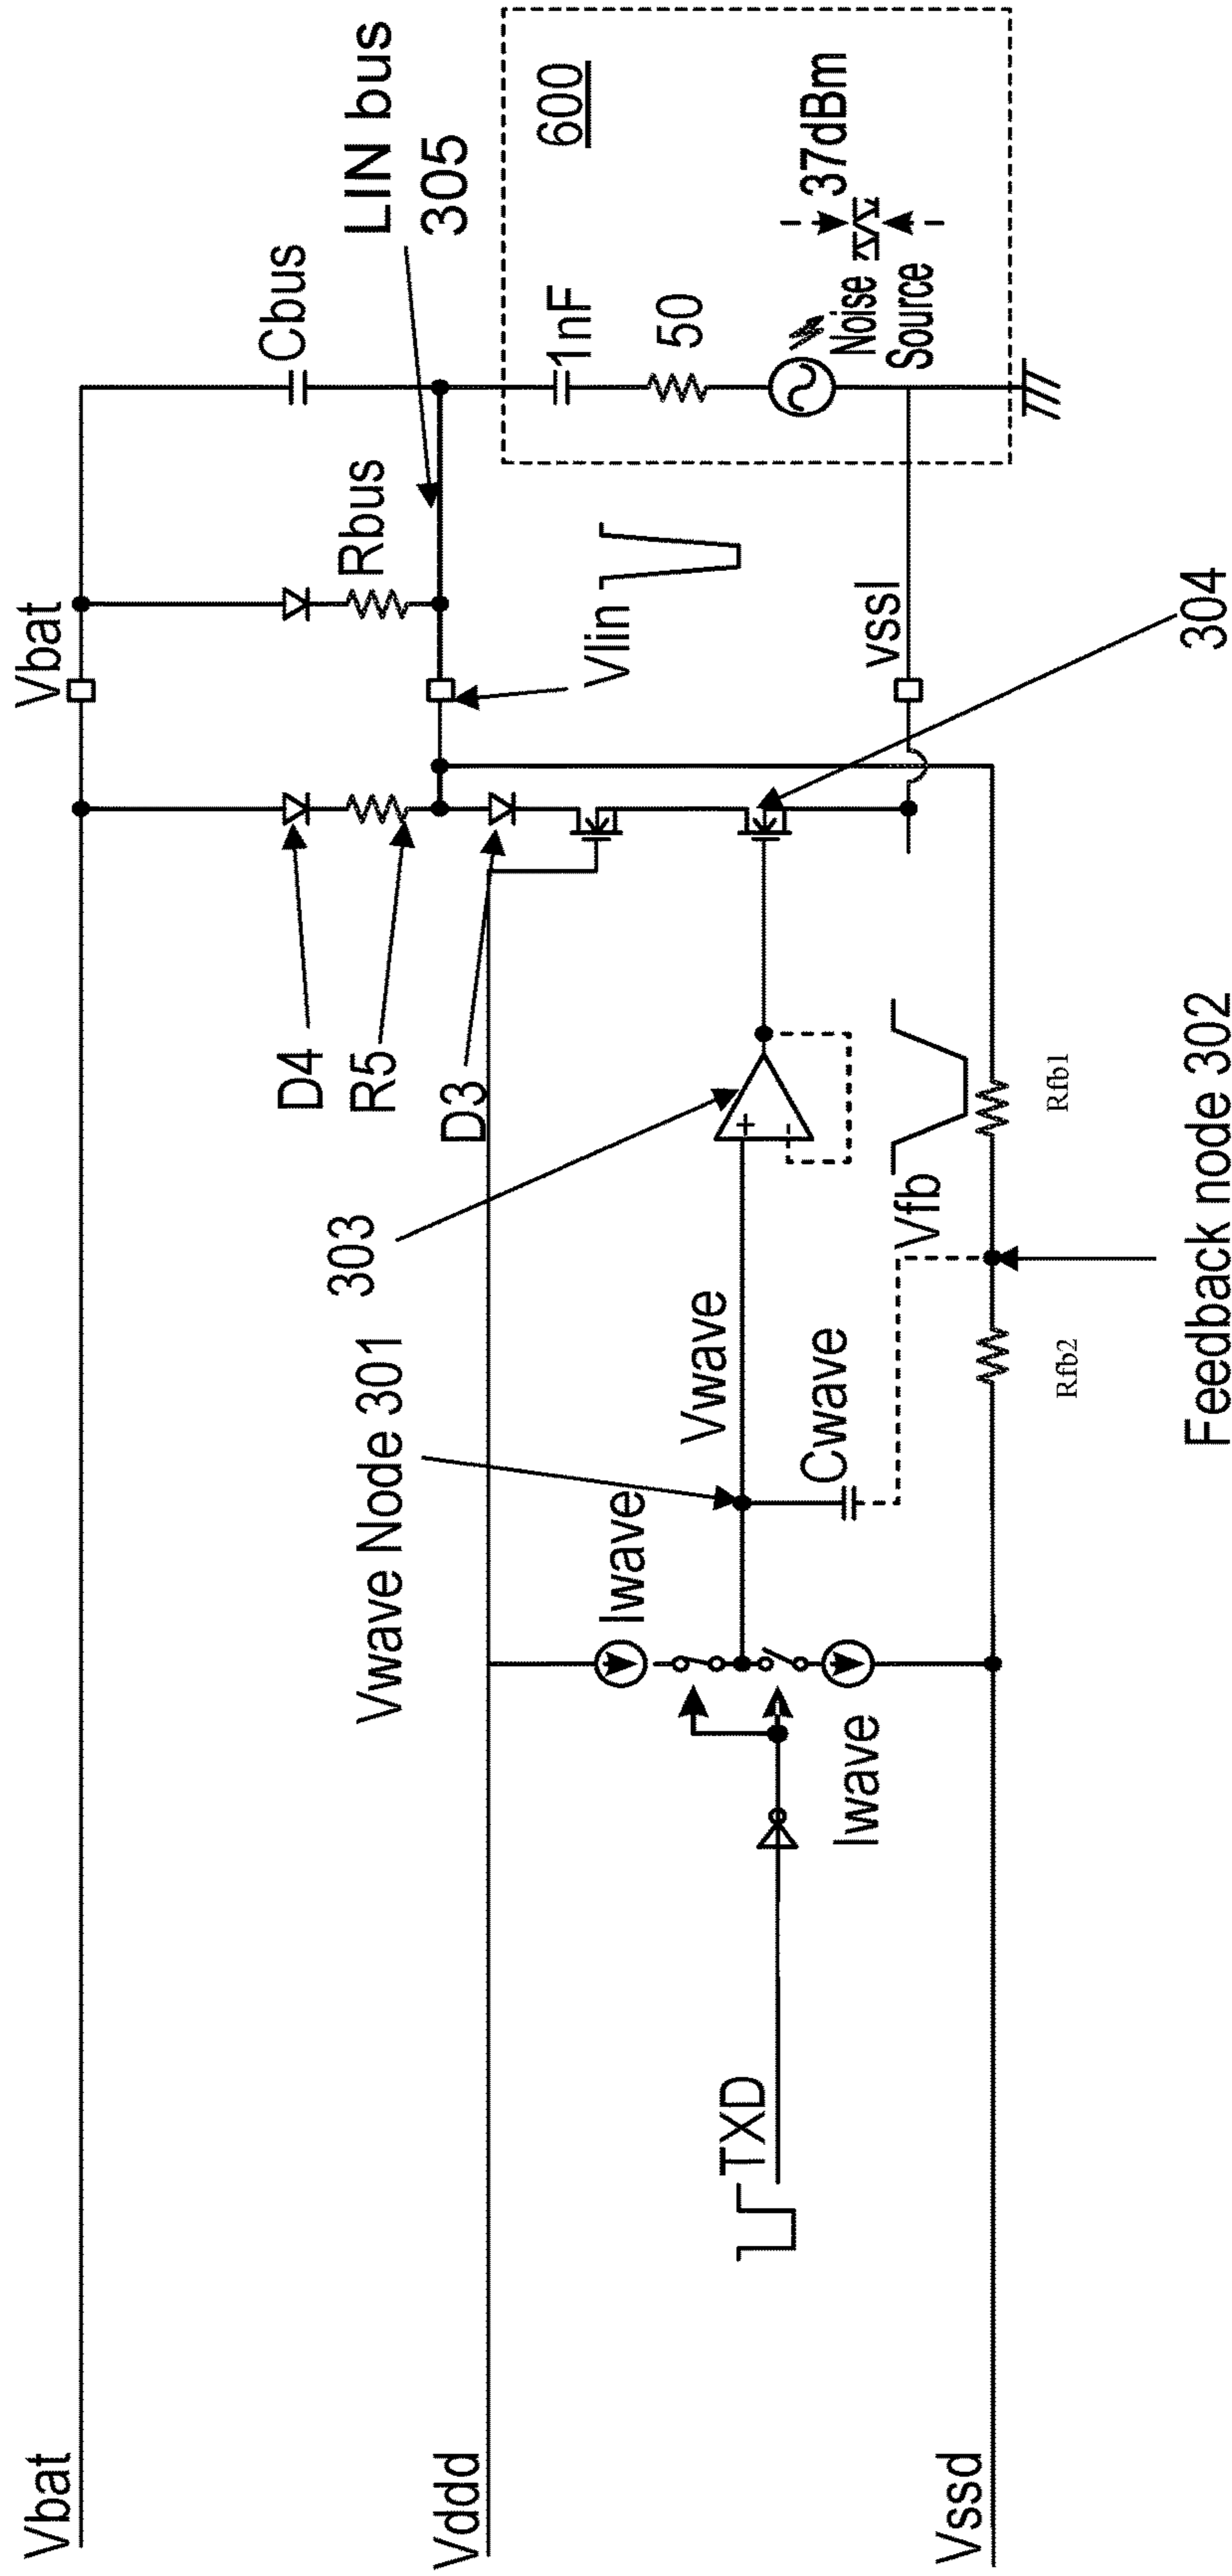 Vbat
Vbat
Cbus
LIN bus
305
Rbus
D4
R5
D3
Vlin
600
1nF
50
37dBm
Noise
Source
Vddd
Vwave Node 301
303
Iwave
Vwave
Cwave
Vfb
vssl
304
TXD
Iwave
+
-
Vssd
Rfb2
Rfb1
Feedback node 302